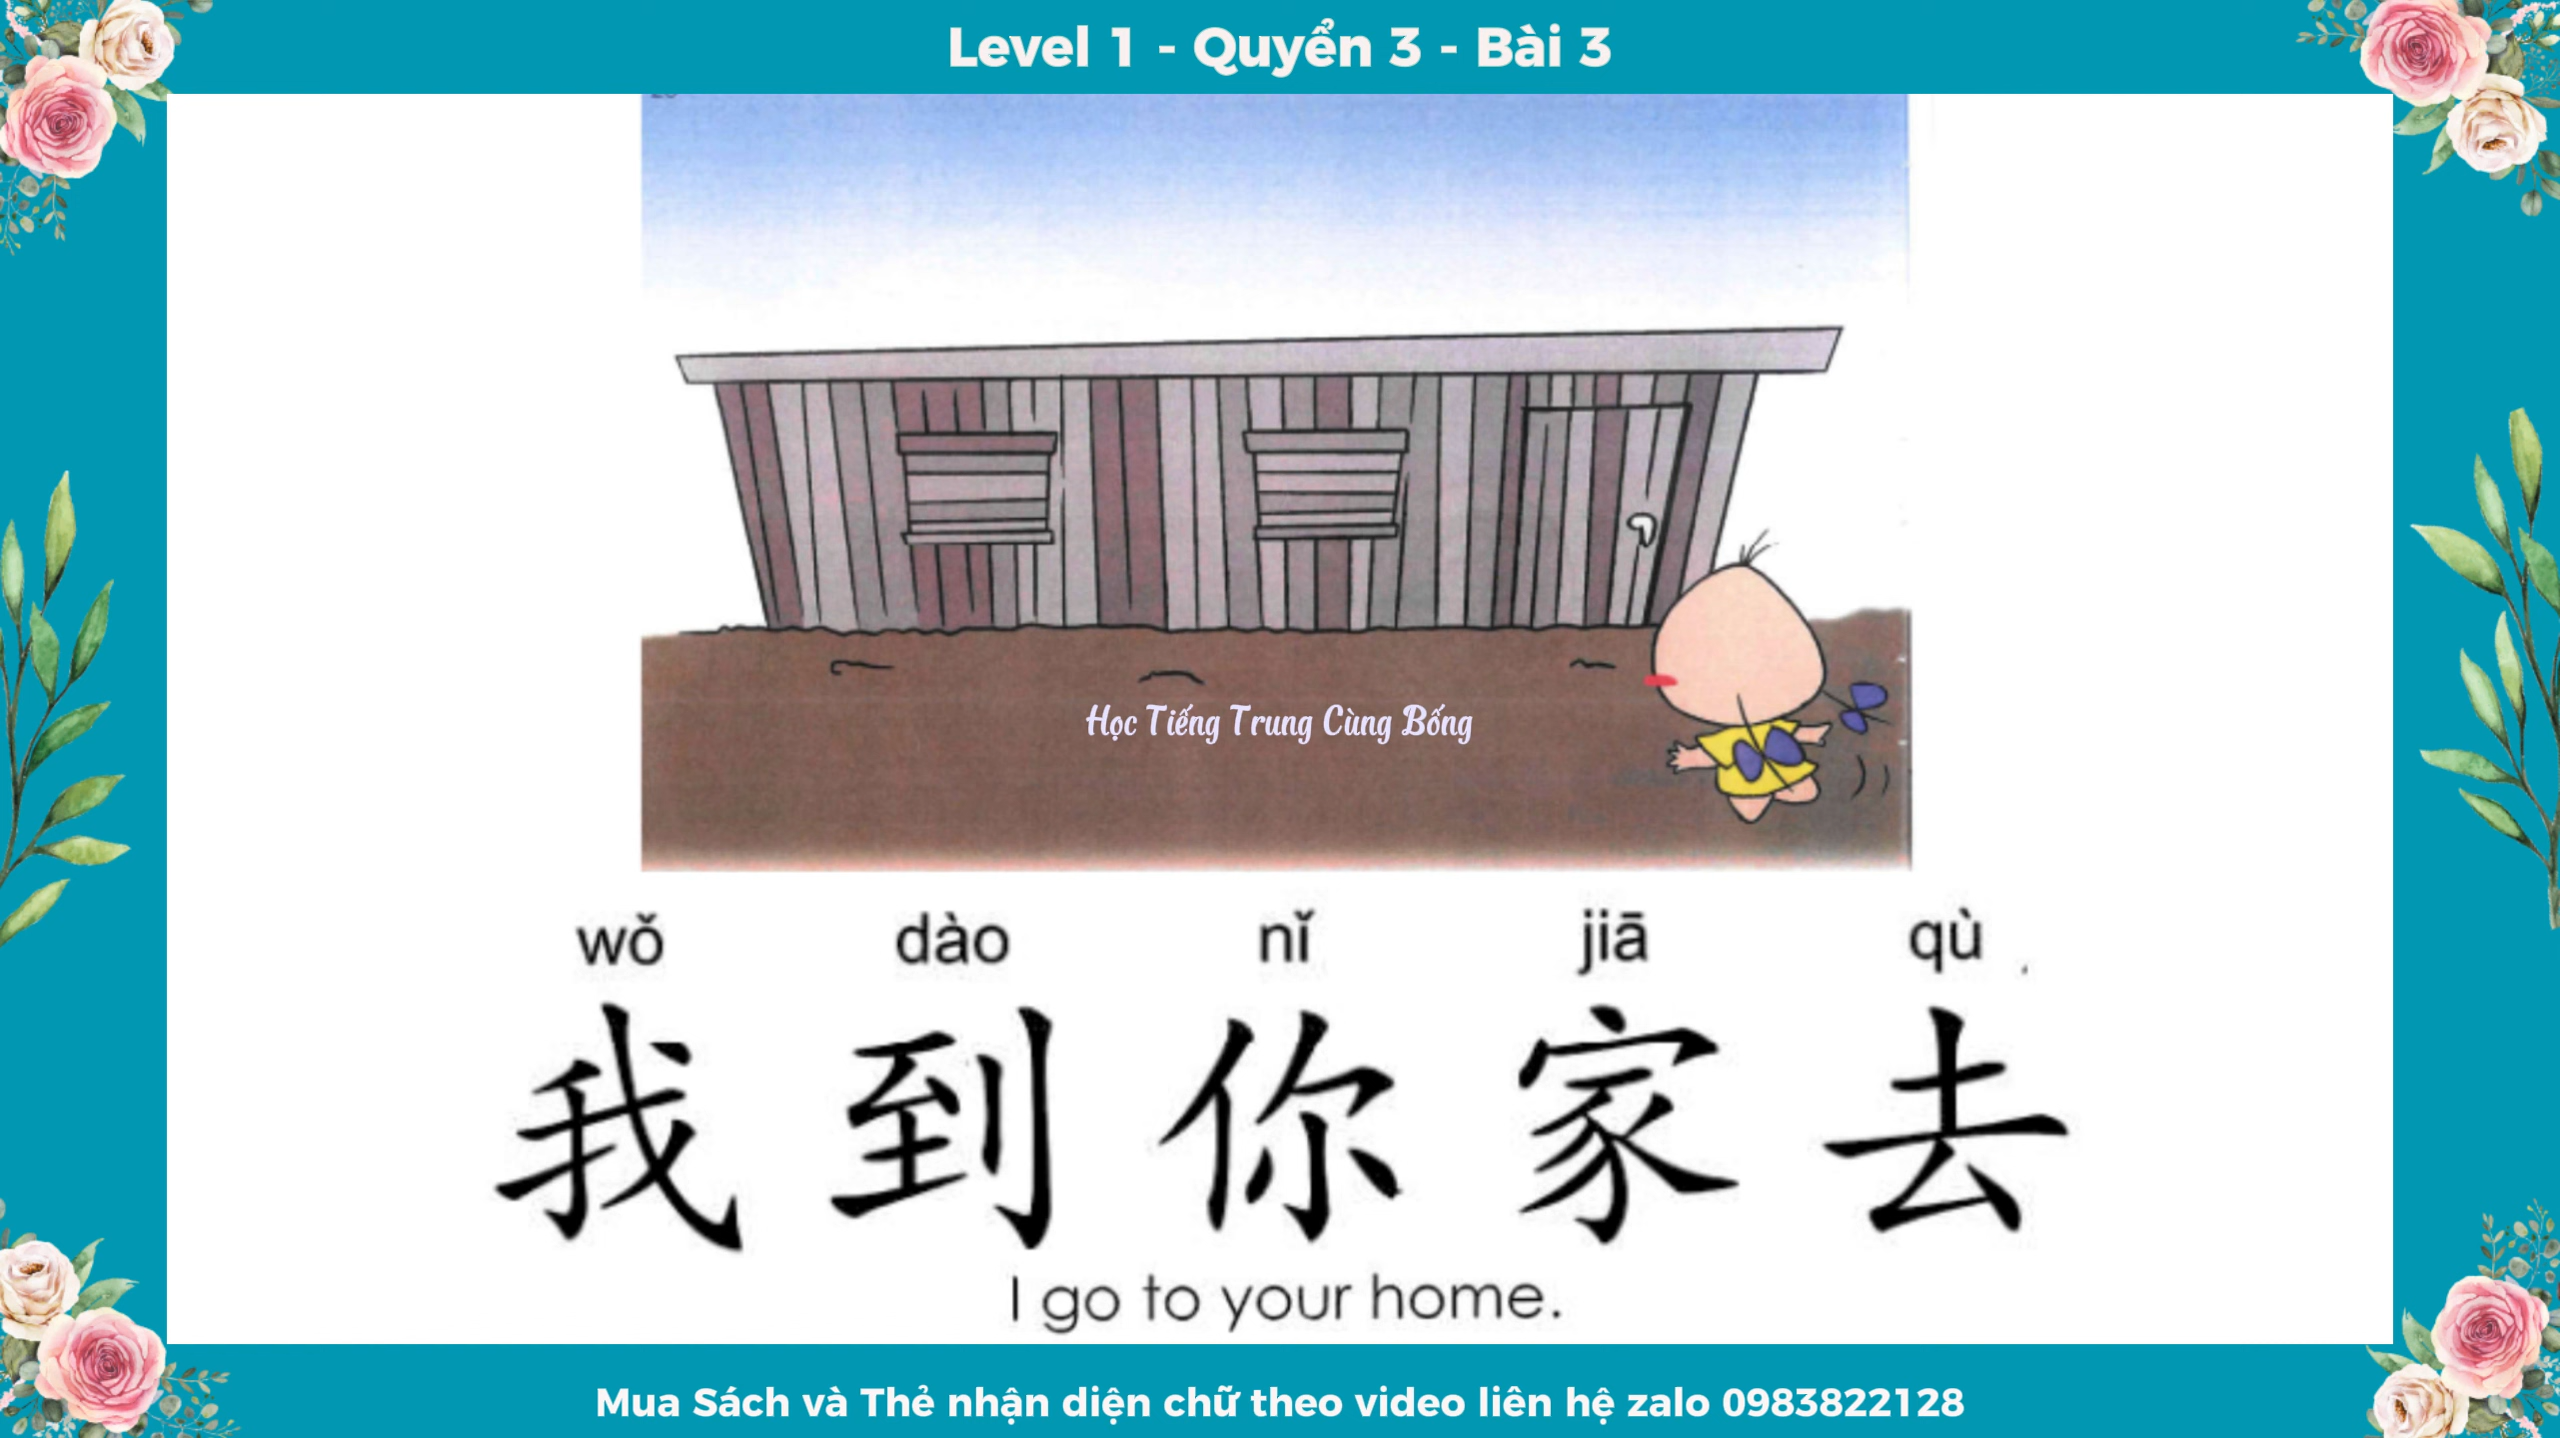 Level 1 - Quyển 3 - Bài 3
Học Tiếng Trung Cùng Bống
wǒ dào nǐ jiā qù
我 到 你 家 去
I go to your home.
Mua Sách và Thẻ nhận diện chữ theo video liên hệ zalo 0983822128